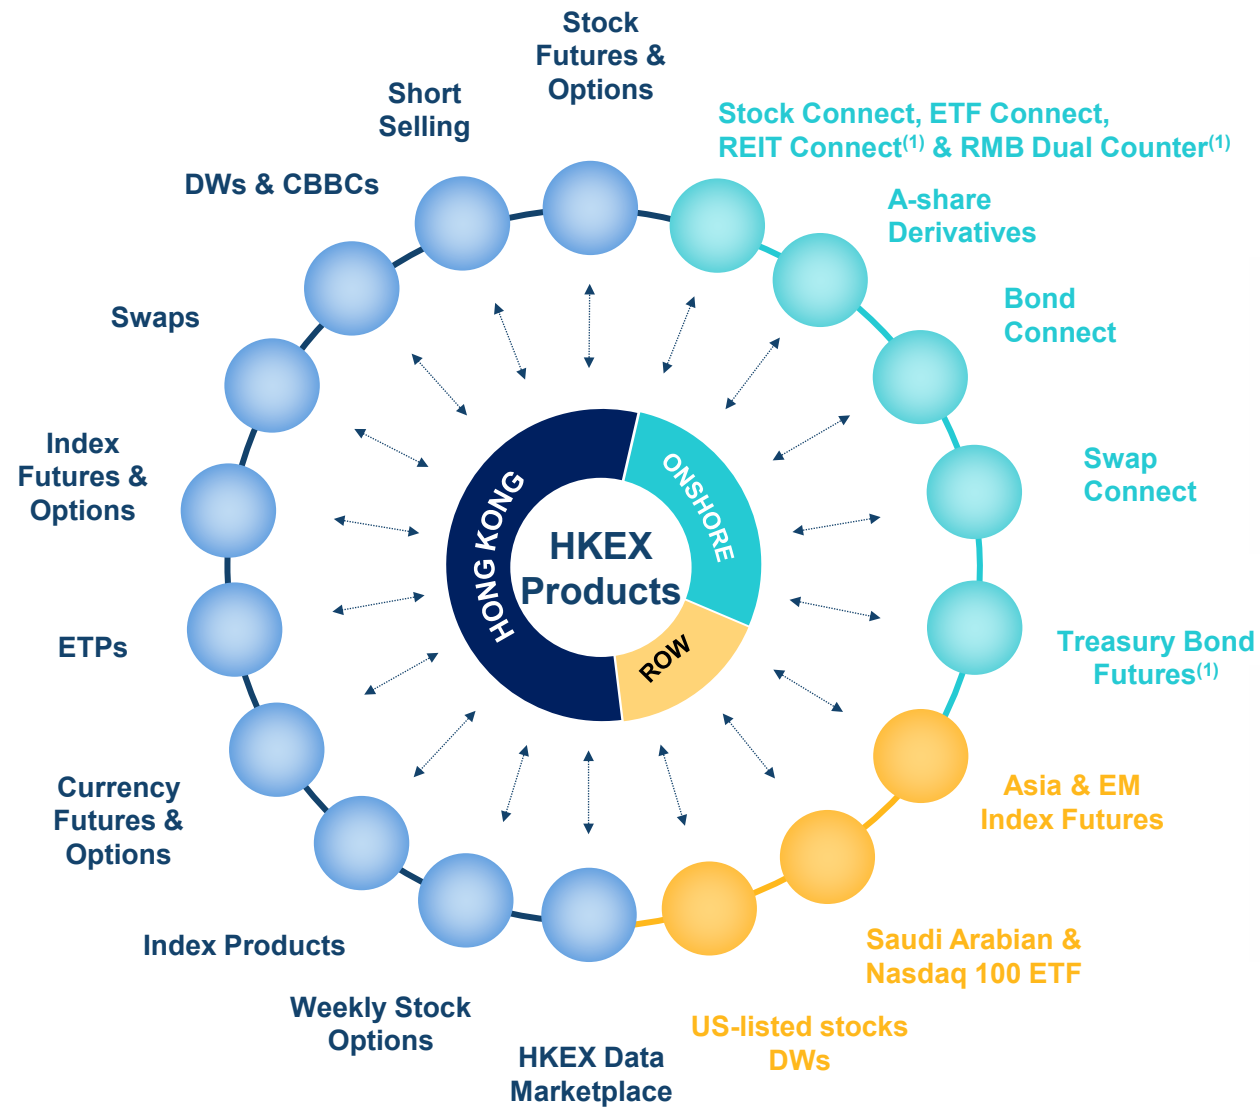 Stock
Futures &
Options
Short
Selling
Stock Connect, ETF Connect,
REIT Connect(1) & RMB Dual Counter(1)
DWs & CBBCs
A-share
Derivatives
Bond
Connect
Swaps
Index
Futures &
Options
Swap
Connect
HONG KONG
ONSHORE
ROW
HKEX
Products
ETPs
Treasury Bond
Futures(1)
Currency
Futures &
Options
Asia & EM
Index Futures
Index Products
Saudi Arabian &
Nasdaq 100 ETF
Weekly Stock
Options
US-listed stocks
DWs
HKEX Data
Marketplace